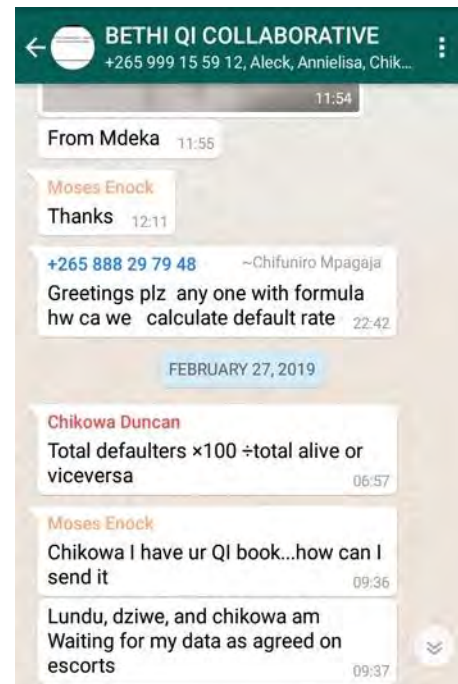 BETHI QI COLLABORATIVE
+265 999 15 59 12, Aleck, Annielisa, Chik...
11:54
From Mdeka 11:55
Moses Enock
Thanks 12:11
+265 888 29 79 48 ~Chifuniro Mpagaja
Greetings plz any one with formula
hw ca we calculate default rate 22:42
FEBRUARY 27, 2019
Chikowa Duncan
Total defaulters ×100 ÷total alive or
viceversa 06:57
Moses Enock
Chikowa I have ur QI book...how can I
send it 09:36
Lundu, dziwe, and chikowa am
Waiting for my data as agreed on
escorts 09:37